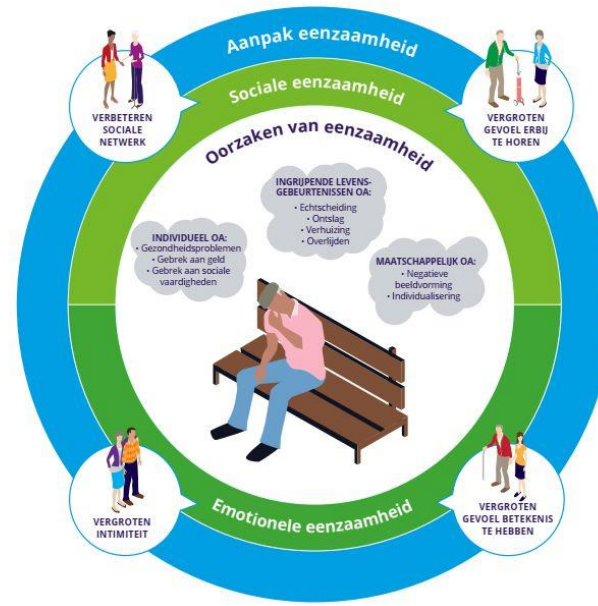 Aanpak eenzaamheid
Sociale eenzaamheid
Oorzaken van eenzaamheid
VERBETEREN
SOCIALE
NETWERK
VERGROTEN
GEVOEL ERBIJ
TE HOREN
INGRIJPENDE LEVENS-
GEBEURTENISSEN OA:
• Echtscheiding
• Ontslag
• Verhuizing
• Overlijden
INDIVIDUEEL OA:
• Gezondheidsproblemen
• Gebrek aan geld
• Gebrek aan sociale
vaardigheden
MAATSCHAPPELIJK OA:
• Negatieve
beeldvorming
• Individualisering
VERGROTEN
INTIMITEIT
Emotionele eenzaamheid
VERGROTEN
GEVOEL BETEKENIS
TE HEBBEN